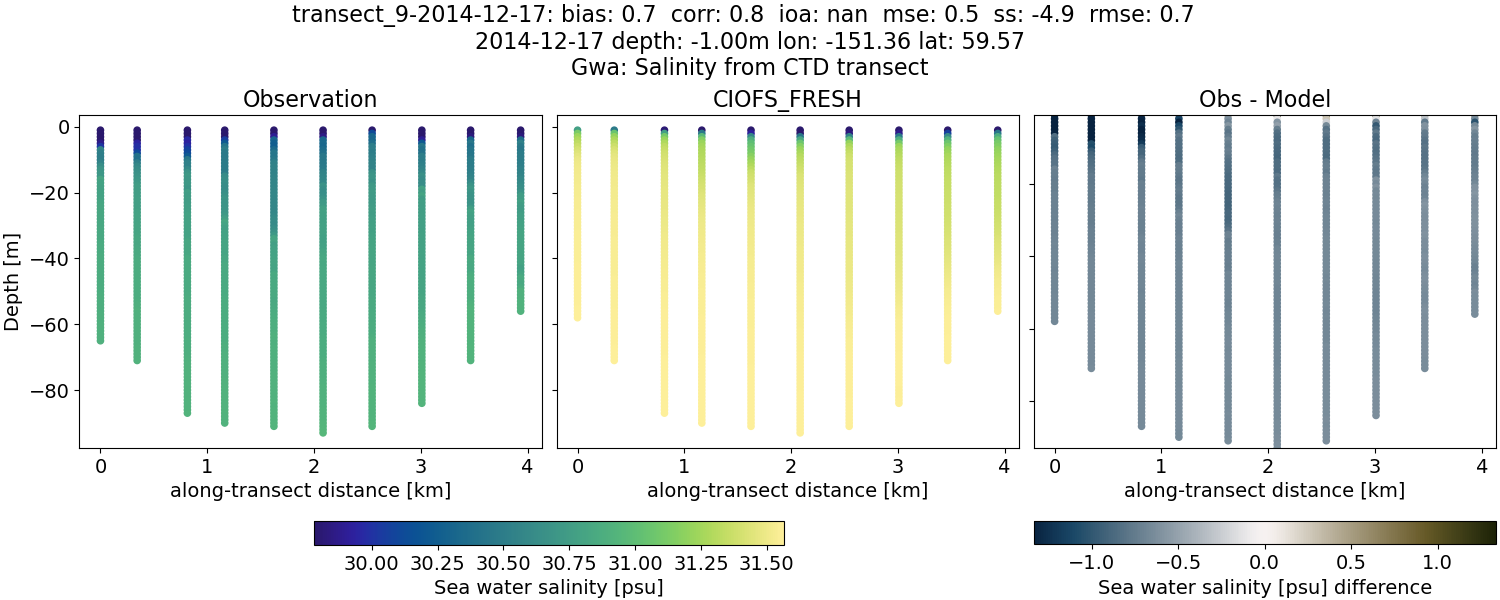 transect_9-2014-12-17: bias: 0.7 corr: 0.8 ioa: nan mse: 0.5 ss: -4.9 rmse: 0.7
2014-12-17 depth: -1.00m lon: -151.36 lat: 59.57
Gwa: Salinity from CTD transect
Observation
CIOFS_FRESH
Obs - Model
Depth [m]
0
−20
−40
−60
−80
0 1 2 3 4
0 1 2 3 4
0 1 2 3 4
along-transect distance [km]
along-transect distance [km]
along-transect distance [km]
30.00 30.25 30.50 30.75 31.00 31.25 31.50
Sea water salinity [psu]
−1.0 −0.5 0.0 0.5 1.0
Sea water salinity [psu] difference